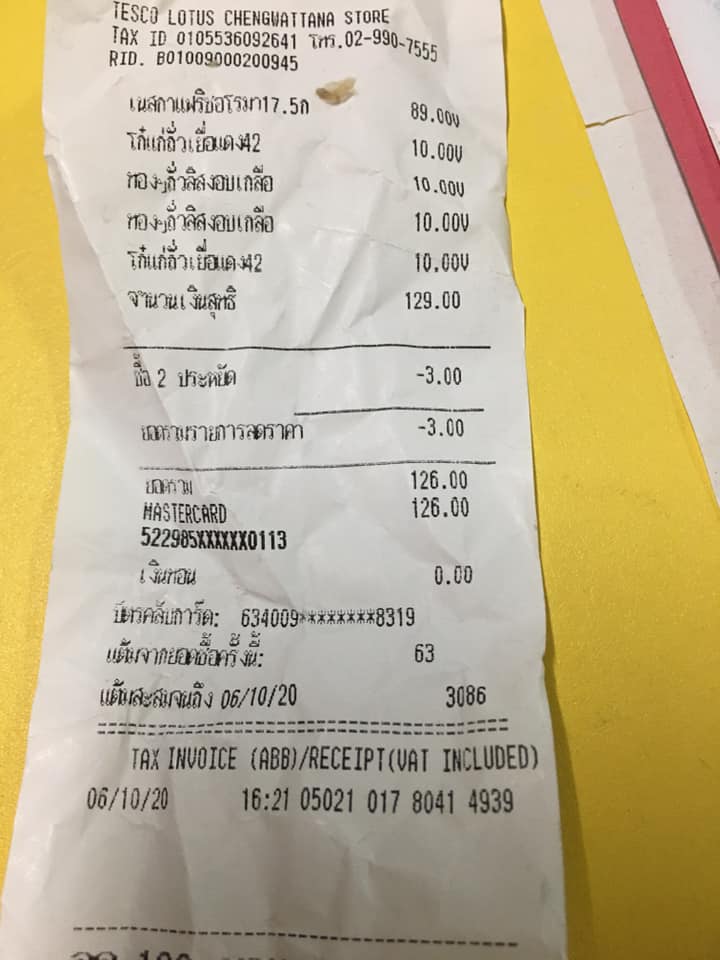 TESCO LOTUS CHENGWATTANA STORE
TAX ID 0105536092641 โทร.02-990-7555
RID. B01009000200945
เนสกาแฟริชอโรมา17.5ก 89.00V
โก๋แก่ถั่วเยื่อแดง42 10.00V
ทองๆถั่วลิสงอบเกลือ 10.00V
ทองๆถั่วลิสงอบเกลือ 10.00V
โก๋แก่ถั่วเยื่อแดง42 10.00V
จำนวนเงินสุทธิ 129.00
ซื้อ 2 ประหยัด -3.00
ยอดรวมรายการลดราคา -3.00
ยอดรวม 126.00
MASTERCARD 126.00
522985XXXXXX0113
เงินทอน 0.00
บัตรคลับการ์ด: 634009*********8319
แต้มจากยอดซื้อครั้งนี้: 63
แต้มสะสมจนถึง 06/10/20 3086
TAX INVOICE (ABB)/RECEIPT(VAT INCLUDED)
06/10/20 16:21 05021 017 8041 4939